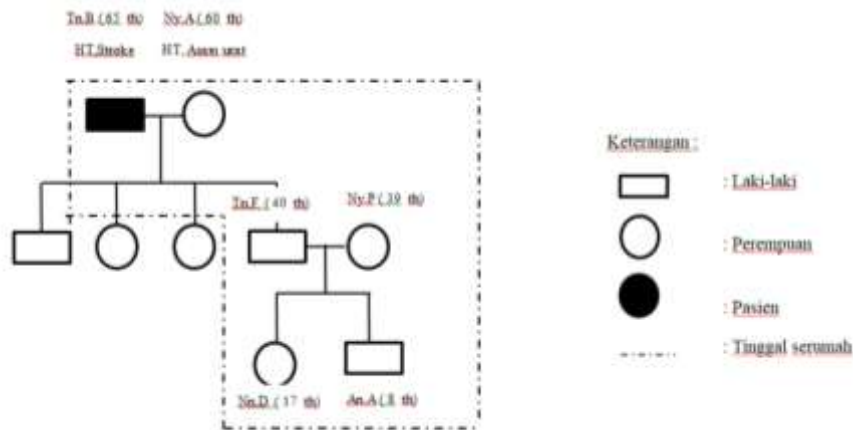 Tn.B ( 65 th) Ny.A ( 60 th)
HT,Stroke HT, Asam urat
Tn.F ( 40 th) Ny.P ( 39 th)
Nn.D ( 17 th) An.A ( 8 th)
Keterangan :
: Laki-laki
: Perempuan
: Pasien
: Tinggal serumah